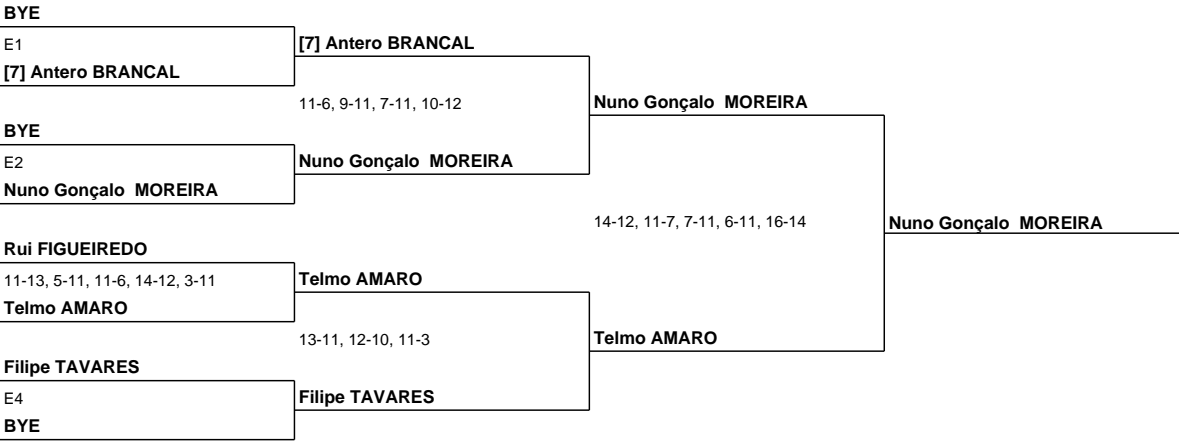 BYE
E1
[7] Antero BRANCAL
[7] Antero BRANCAL
11-6, 9-11, 7-11, 10-12
BYE
E2
Nuno Gonçalo  MOREIRA
Nuno Gonçalo  MOREIRA
Nuno Gonçalo  MOREIRA
14-12, 11-7, 7-11, 6-11, 16-14
Nuno Gonçalo  MOREIRA
Rui FIGUEIREDO
11-13, 5-11, 11-6, 14-12, 3-11
Telmo AMARO
Telmo AMARO
13-11, 12-10, 11-3
Telmo AMARO
Filipe TAVARES
E4
BYE
Filipe TAVARES